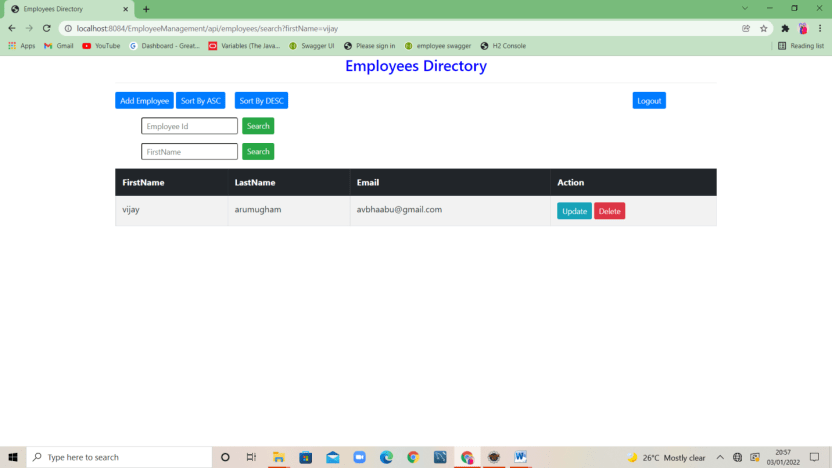 Employees Directory
localhost:8084/EmployeeManagement/api/employees/search?firstName=vijay
Apps Gmail YouTube Dashboard - Great... Variables (The Java... Swagger UI Please sign in employee swagger H2 Console Reading list
Employees Directory
Add Employee Sort By ASC Sort By DESC Logout
Employee Id Search
FirstName Search
FirstName LastName Email Action
vijay arumugham avbhaabu@gmail.com Update Delete
Type here to search 26°C Mostly clear 20:57
03/01/2022